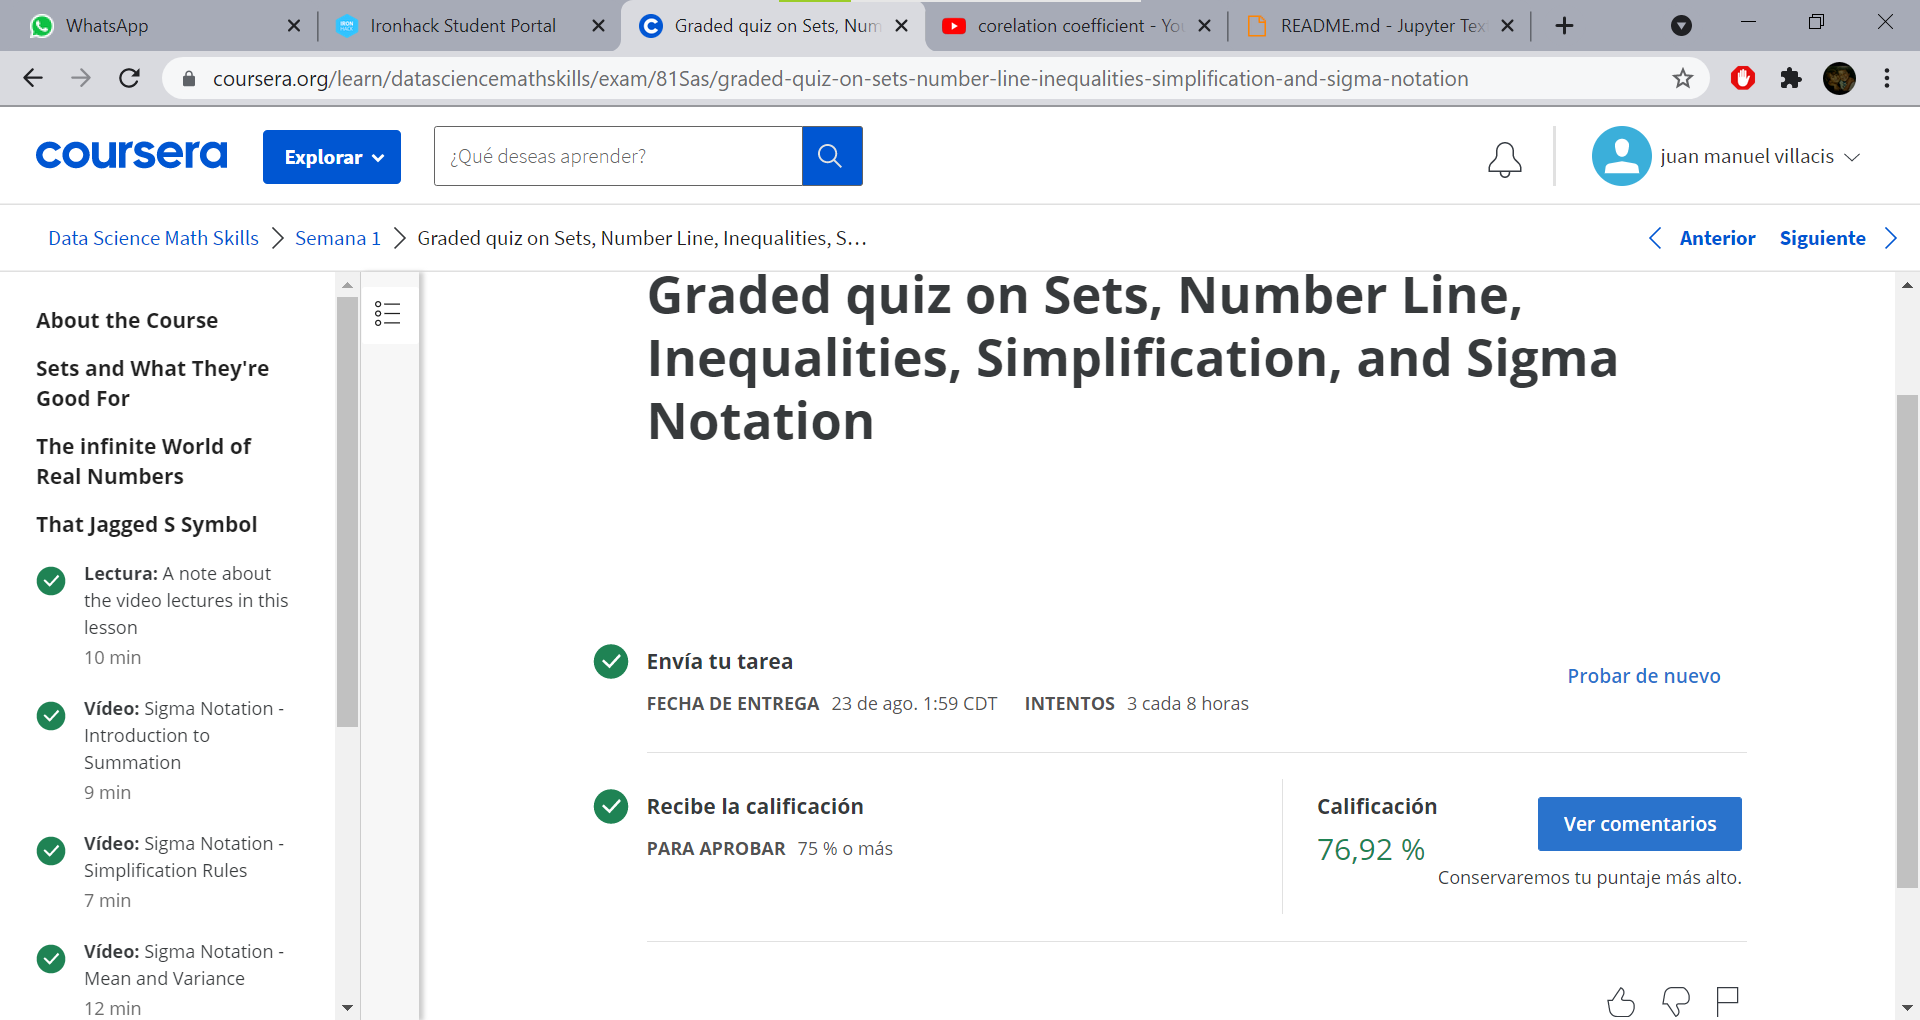 WhatsApp
Ironhack Student Portal
Graded quiz on Sets, Num
corelation coefficient - You
README.md - Jupyter Tex
coursera.org/learn/datasciencemathskills/exam/81Sas/graded-quiz-on-sets-number-line-inequalities-simplification-and-sigma-notation
coursera
Explorar
¿Qué deseas aprender?
juan manuel villacis
Data Science Math Skills
Semana 1
Graded quiz on Sets, Number Line, Inequalities, S...
Anterior
Siguiente
About the Course
Sets and What They're
Good For
The infinite World of
Real Numbers
That Jagged S Symbol
Lectura: A note about
the video lectures in this
lesson
10 min
Vídeo: Sigma Notation -
Introduction to
Summation
9 min
Vídeo: Sigma Notation -
Simplification Rules
7 min
Vídeo: Sigma Notation -
Mean and Variance
12 min
Graded quiz on Sets, Number Line,
Inequalities, Simplification, and Sigma
Notation
Envía tu tarea
FECHA DE ENTREGA 23 de ago. 1:59 CDT INTENTOS 3 cada 8 horas
Probar de nuevo
Recibe la calificación
PARA APROBAR 75 % o más
Calificación
76,92 %
Ver comentarios
Conservaremos tu puntaje más alto.